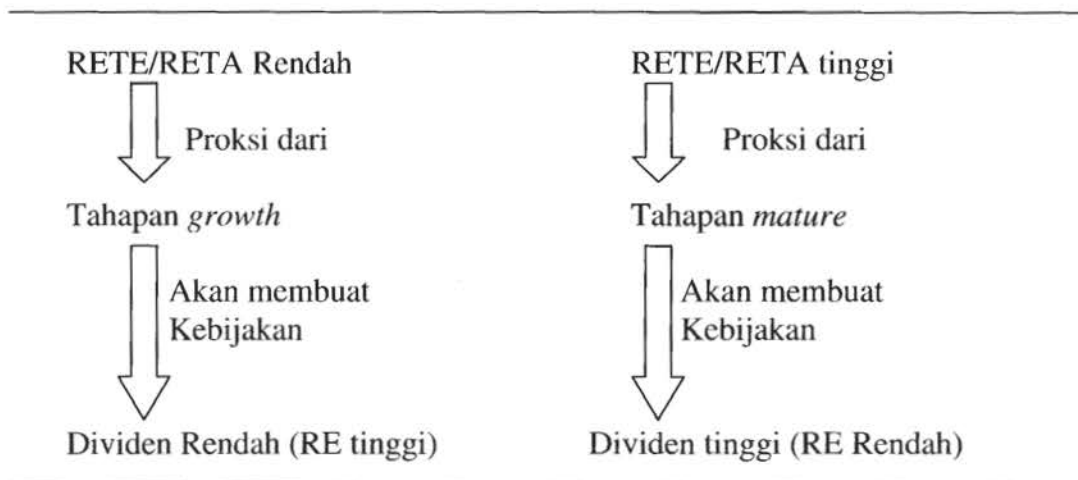 RETE/RETA Rendah
Proksi dari
Tahapan growth
Akan membuat
Kebijakan
Dividen Rendah (RE tinggi)
RETE/RETA tinggi
Proksi dari
Tahapan mature
Akan membuat
Kebijakan
Dividen tinggi (RE Rendah)